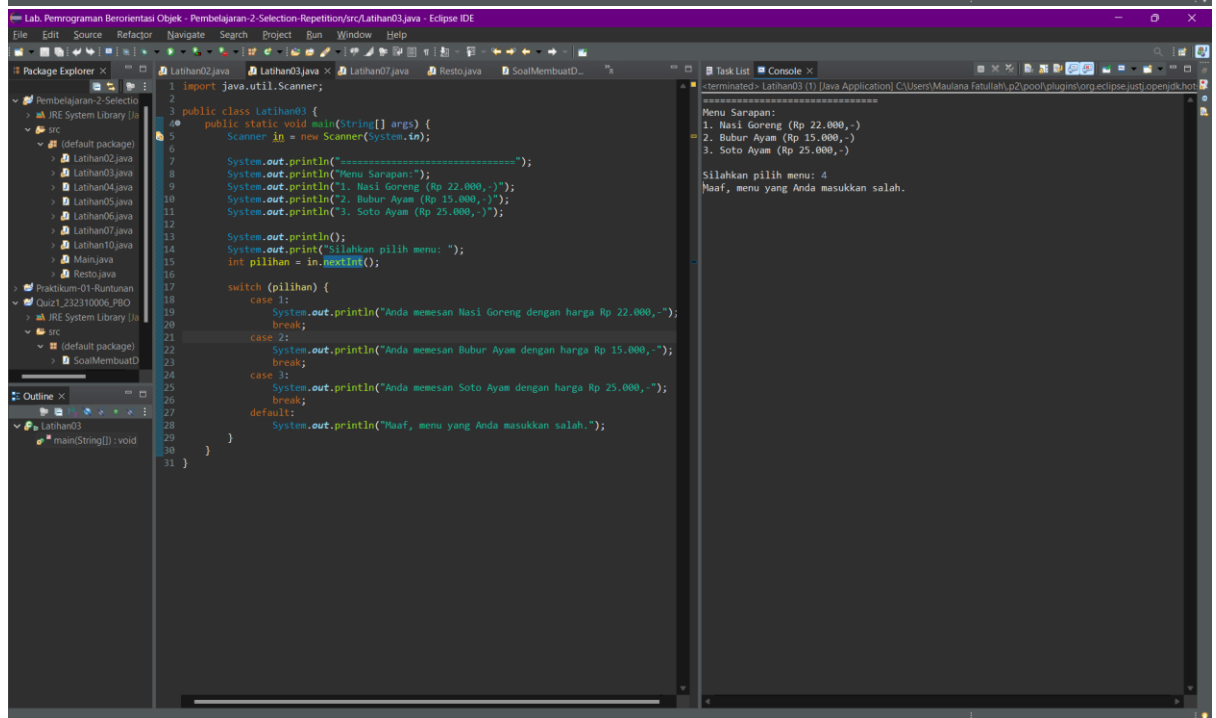 Lab. Pemrograman Berorientasi Objek - Pembelajaran-2-Selection-Repetition/src/Latihan03.java - Eclipse IDE
File Edit Source Refactor Navigate Search Project Run Window Help
Package Explorer
Pembelajaran-2-Selectio
JRE System Library [Ja
src
(default package)
Latihan02.java
Latihan03.java
Latihan04.java
Latihan05.java
Latihan06.java
Latihan07.java
Latihan10.java
Main.java
Resto.java
Praktikum-01-Runtunan
Quiz1_232310006_PBO
JRE System Library [Ja
src
(default package)
SoalMembuatD
Outline
Latihan03
main(String[]) : void
Latihan02.java Latihan03.java Latihan07.java Resto.java SoalMembuatD...
1 import java.util.Scanner;
2
3 public class Latihan03 {
4 public static void main(String[] args) {
5 Scanner in = new Scanner(System.in);
6
7 System.out.println("================================");
8 System.out.println("Menu Sarapan:");
9 System.out.println("1. Nasi Goreng (Rp 22.000,-)");
10 System.out.println("2. Bubur Ayam (Rp 15.000,-)");
11 System.out.println("3. Soto Ayam (Rp 25.000,-)");
12
13 System.out.println();
14 System.out.print("Silahkan pilih menu: ");
15 int pilihan = in.nextInt();
16
17 switch (pilihan) {
18 case 1:
19 System.out.println("Anda memesan Nasi Goreng dengan harga Rp 22.000,-");
20 break;
21 case 2:
22 System.out.println("Anda memesan Bubur Ayam dengan harga Rp 15.000,-");
23 break;
24 case 3:
25 System.out.println("Anda memesan Soto Ayam dengan harga Rp 25.000,-");
26 break;
27 default:
28 System.out.println("Maaf, menu yang Anda masukkan salah.");
29 }
30 }
31 }
Task List Console
<terminated> Latihan03 (1) [Java Application] C:\Users\Maulana Fatullah\.p2\pool\plugins\org.eclipse.justj.openjdk.hot
================================
Menu Sarapan:
1. Nasi Goreng (Rp 22.000,-)
2. Bubur Ayam (Rp 15.000,-)
3. Soto Ayam (Rp 25.000,-)
Silahkan pilih menu: 4
Maaf, menu yang Anda masukkan salah.